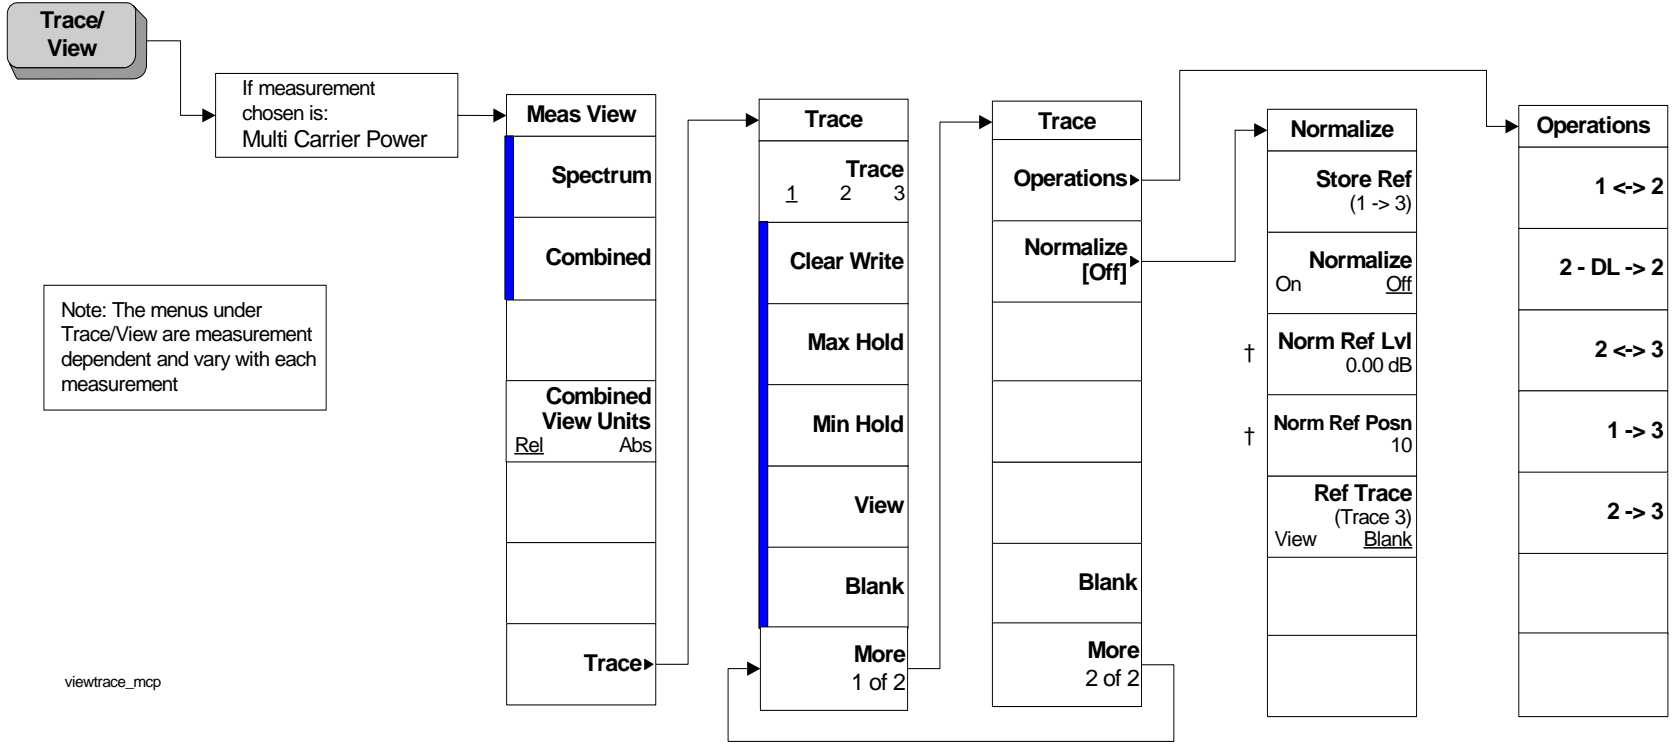 Trace/
View
If measurement
chosen is:
Multi Carrier Power
Note: The menus under
Trace/View are measurement
dependent and vary with each
measurement
viewtrace_mcp
Meas View
Spectrum
Combined
Combined
View Units
Rel Abs
Trace
Trace
Trace
1 2 3
Clear Write
Max Hold
Min Hold
View
Blank
More
1 of 2
Trace
Operations
Normalize
[Off]
Blank
More
2 of 2
Normalize
Store Ref
(1 -> 3)
Normalize
On Off
† Norm Ref Lvl
0.00 dB
† Norm Ref Posn
10
Ref Trace
(Trace 3)
View Blank
Operations
1 <-> 2
2 - DL -> 2
2 <-> 3
1 -> 3
2 -> 3